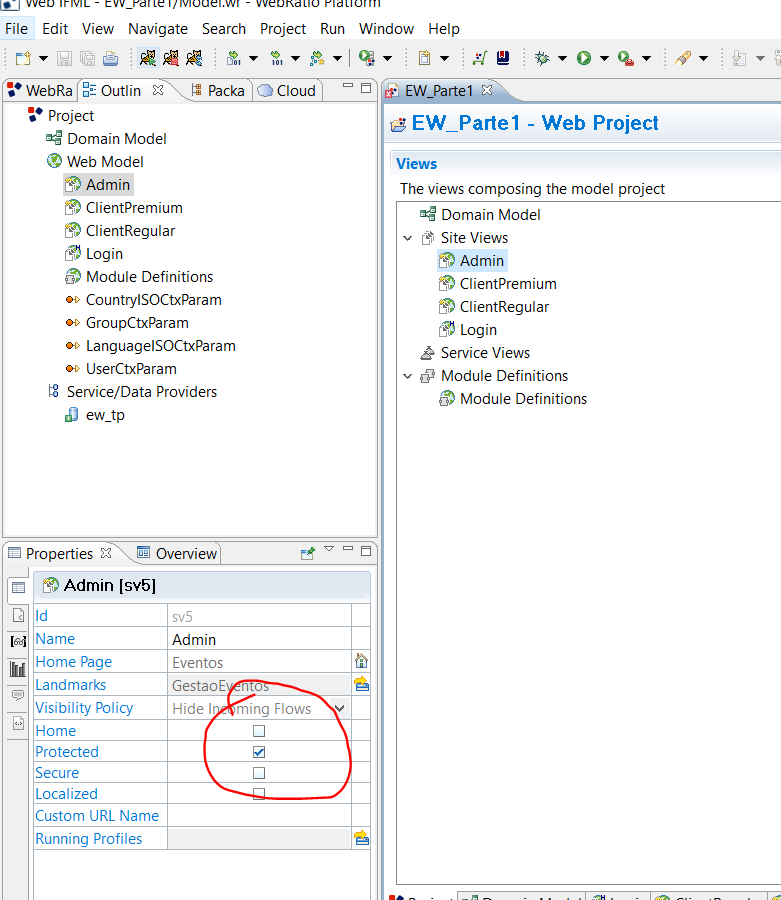 Web IFML - EW_Parte1/Model.wr - WebRatio Platform
File Edit View Navigate Search Project Run Window Help
WebRa Outlin Packa Cloud
Project
Domain Model
Web Model
Admin
ClientPremium
ClientRegular
Login
Module Definitions
CountryISOCtxParam
GroupCtxParam
LanguageISOCtxParam
UserCtxParam
Service/Data Providers
ew_tp
EW_Parte1
EW_Parte1 - Web Project
Views
The views composing the model project
Domain Model
Site Views
Admin
ClientPremium
ClientRegular
Login
Service Views
Module Definitions
Module Definitions
Properties Overview
Admin [sv5]
Id sv5
Name Admin
Home Page Eventos
Landmarks GestaoEventos
Visibility Policy Hide Incoming Flows
Home
Protected
Secure
Localized
Custom URL Name
Running Profiles